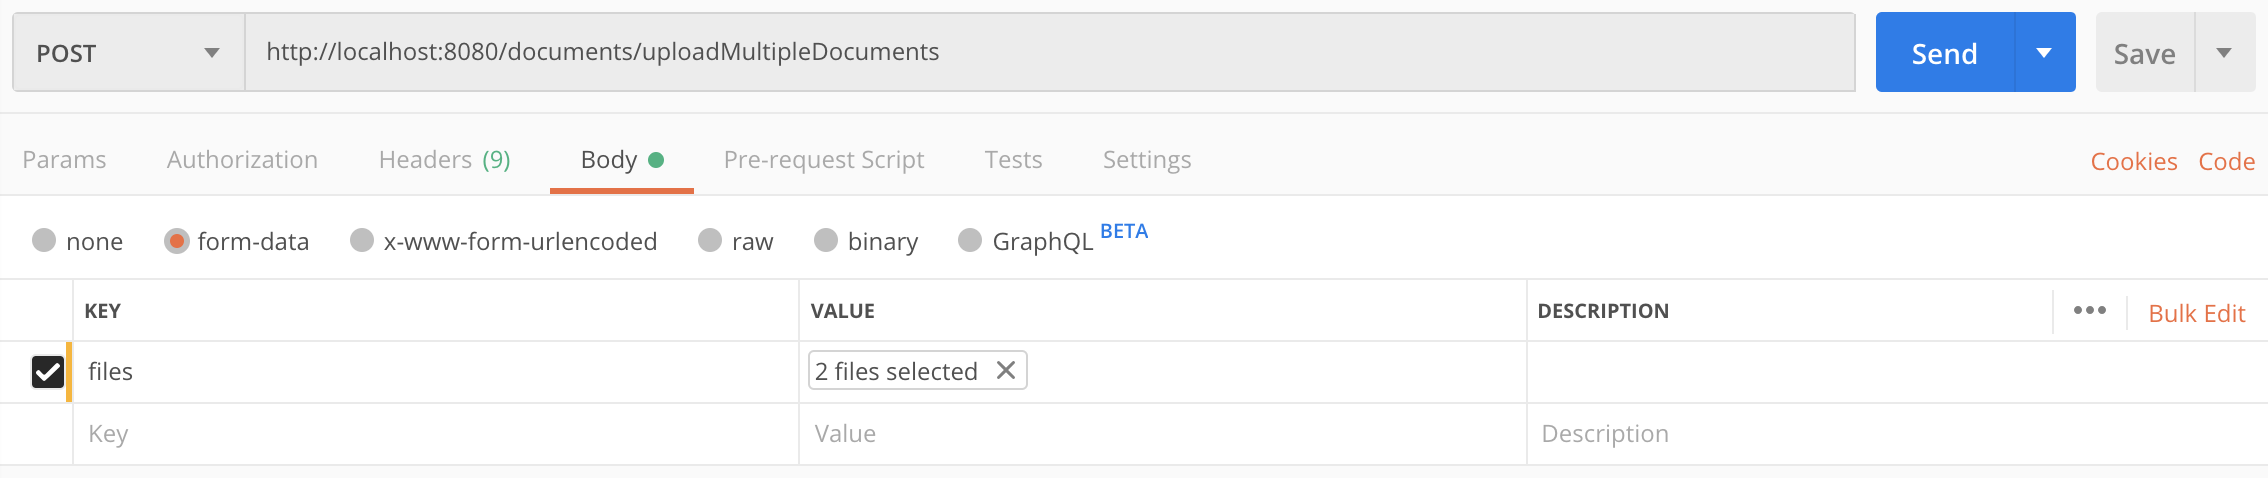 POST http://localhost:8080/documents/uploadMultipleDocuments Send Save
Params Authorization Headers (9) Body Pre-request Script Tests Settings Cookies Code
none form-data x-www-form-urlencoded raw binary GraphQL BETA
KEY VALUE DESCRIPTION ••• Bulk Edit
files 2 files selected
Key Value Description